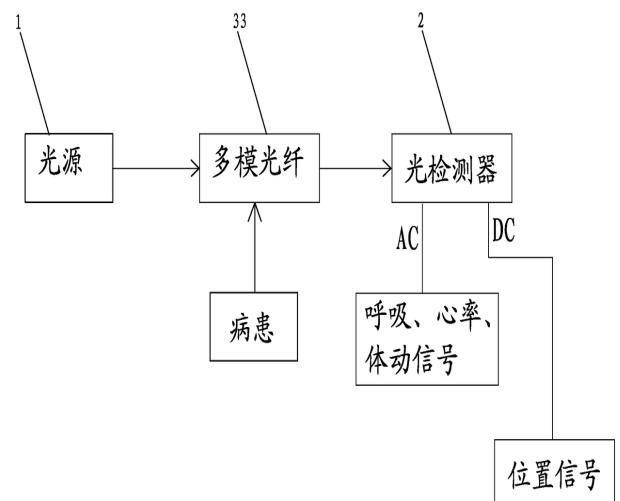 1
33
2
光源
多模光纤
光检测器
AC
DC
病患
呼吸、心率、
体动信号
位置信号